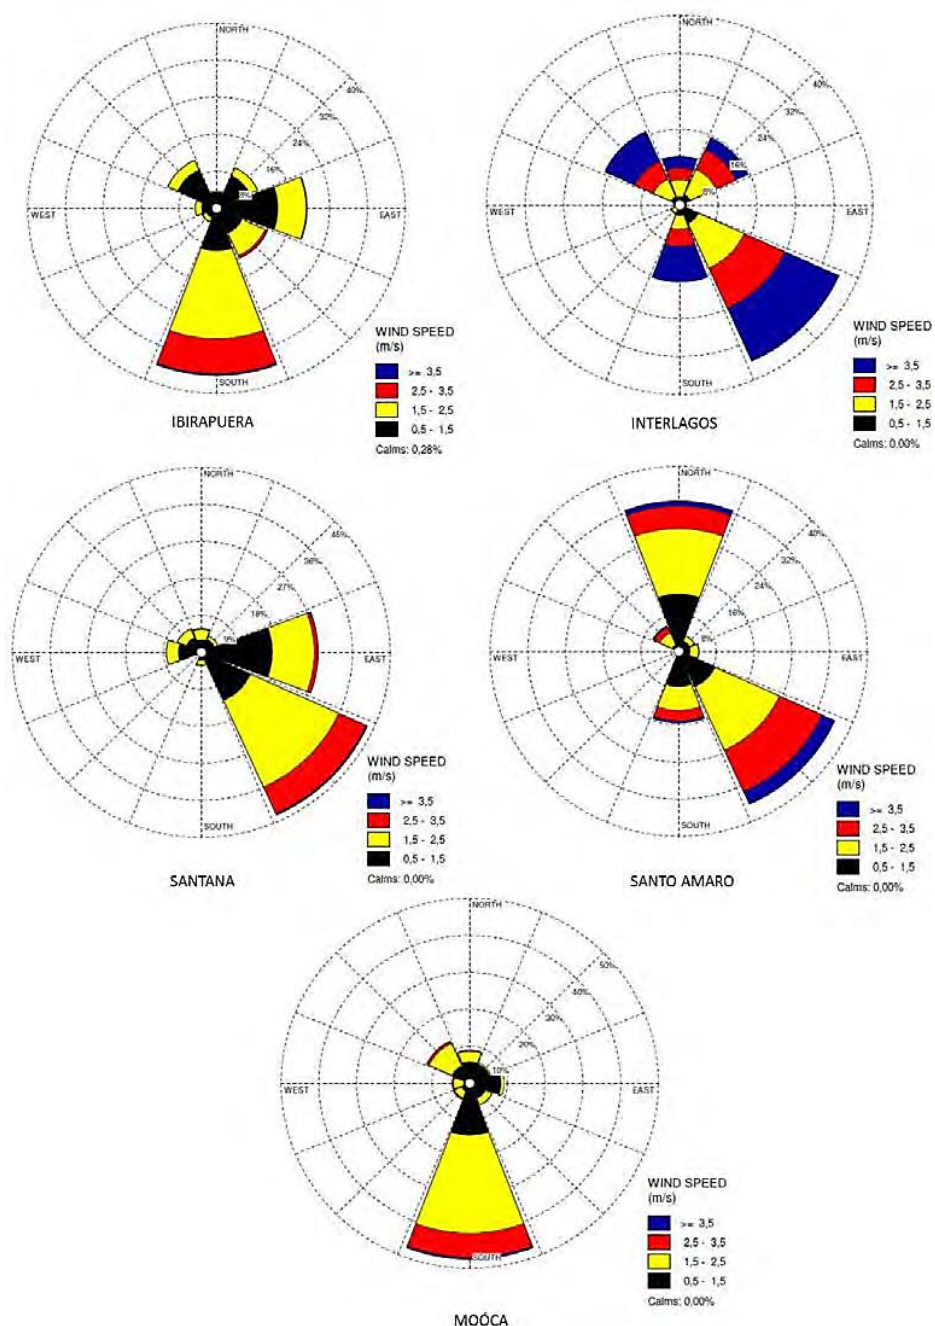 NORTH
40%
32%
24%
16%
8%
WEST
EAST
SOUTH
WIND SPEED
(m/s)
>= 3,5
2,5 - 3,5
1,5 - 2,5
0,5 - 1,5
Calms: 0,28%
IBIRAPUERA
NORTH
40%
32%
24%
16%
8%
WEST
EAST
SOUTH
WIND SPEED
(m/s)
>= 3,5
2,5 - 3,5
1,5 - 2,5
0,5 - 1,5
Calms: 0,00%
INTERLAGOS
NORTH
45%
36%
27%
18%
9%
WEST
EAST
SOUTH
WIND SPEED
(m/s)
>= 3,5
2,5 - 3,5
1,5 - 2,5
0,5 - 1,5
Calms: 0,00%
SANTANA
NORTH
40%
32%
24%
16%
8%
WEST
EAST
SOUTH
WIND SPEED
(m/s)
>= 3,5
2,5 - 3,5
1,5 - 2,5
0,5 - 1,5
Calms: 0,00%
SANTO AMARO
NORTH
50%
40%
30%
20%
10%
WEST
EAST
SOUTH
WIND SPEED
(m/s)
>= 3,5
2,5 - 3,5
1,5 - 2,5
0,5 - 1,5
Calms: 0,00%
MOÓCA